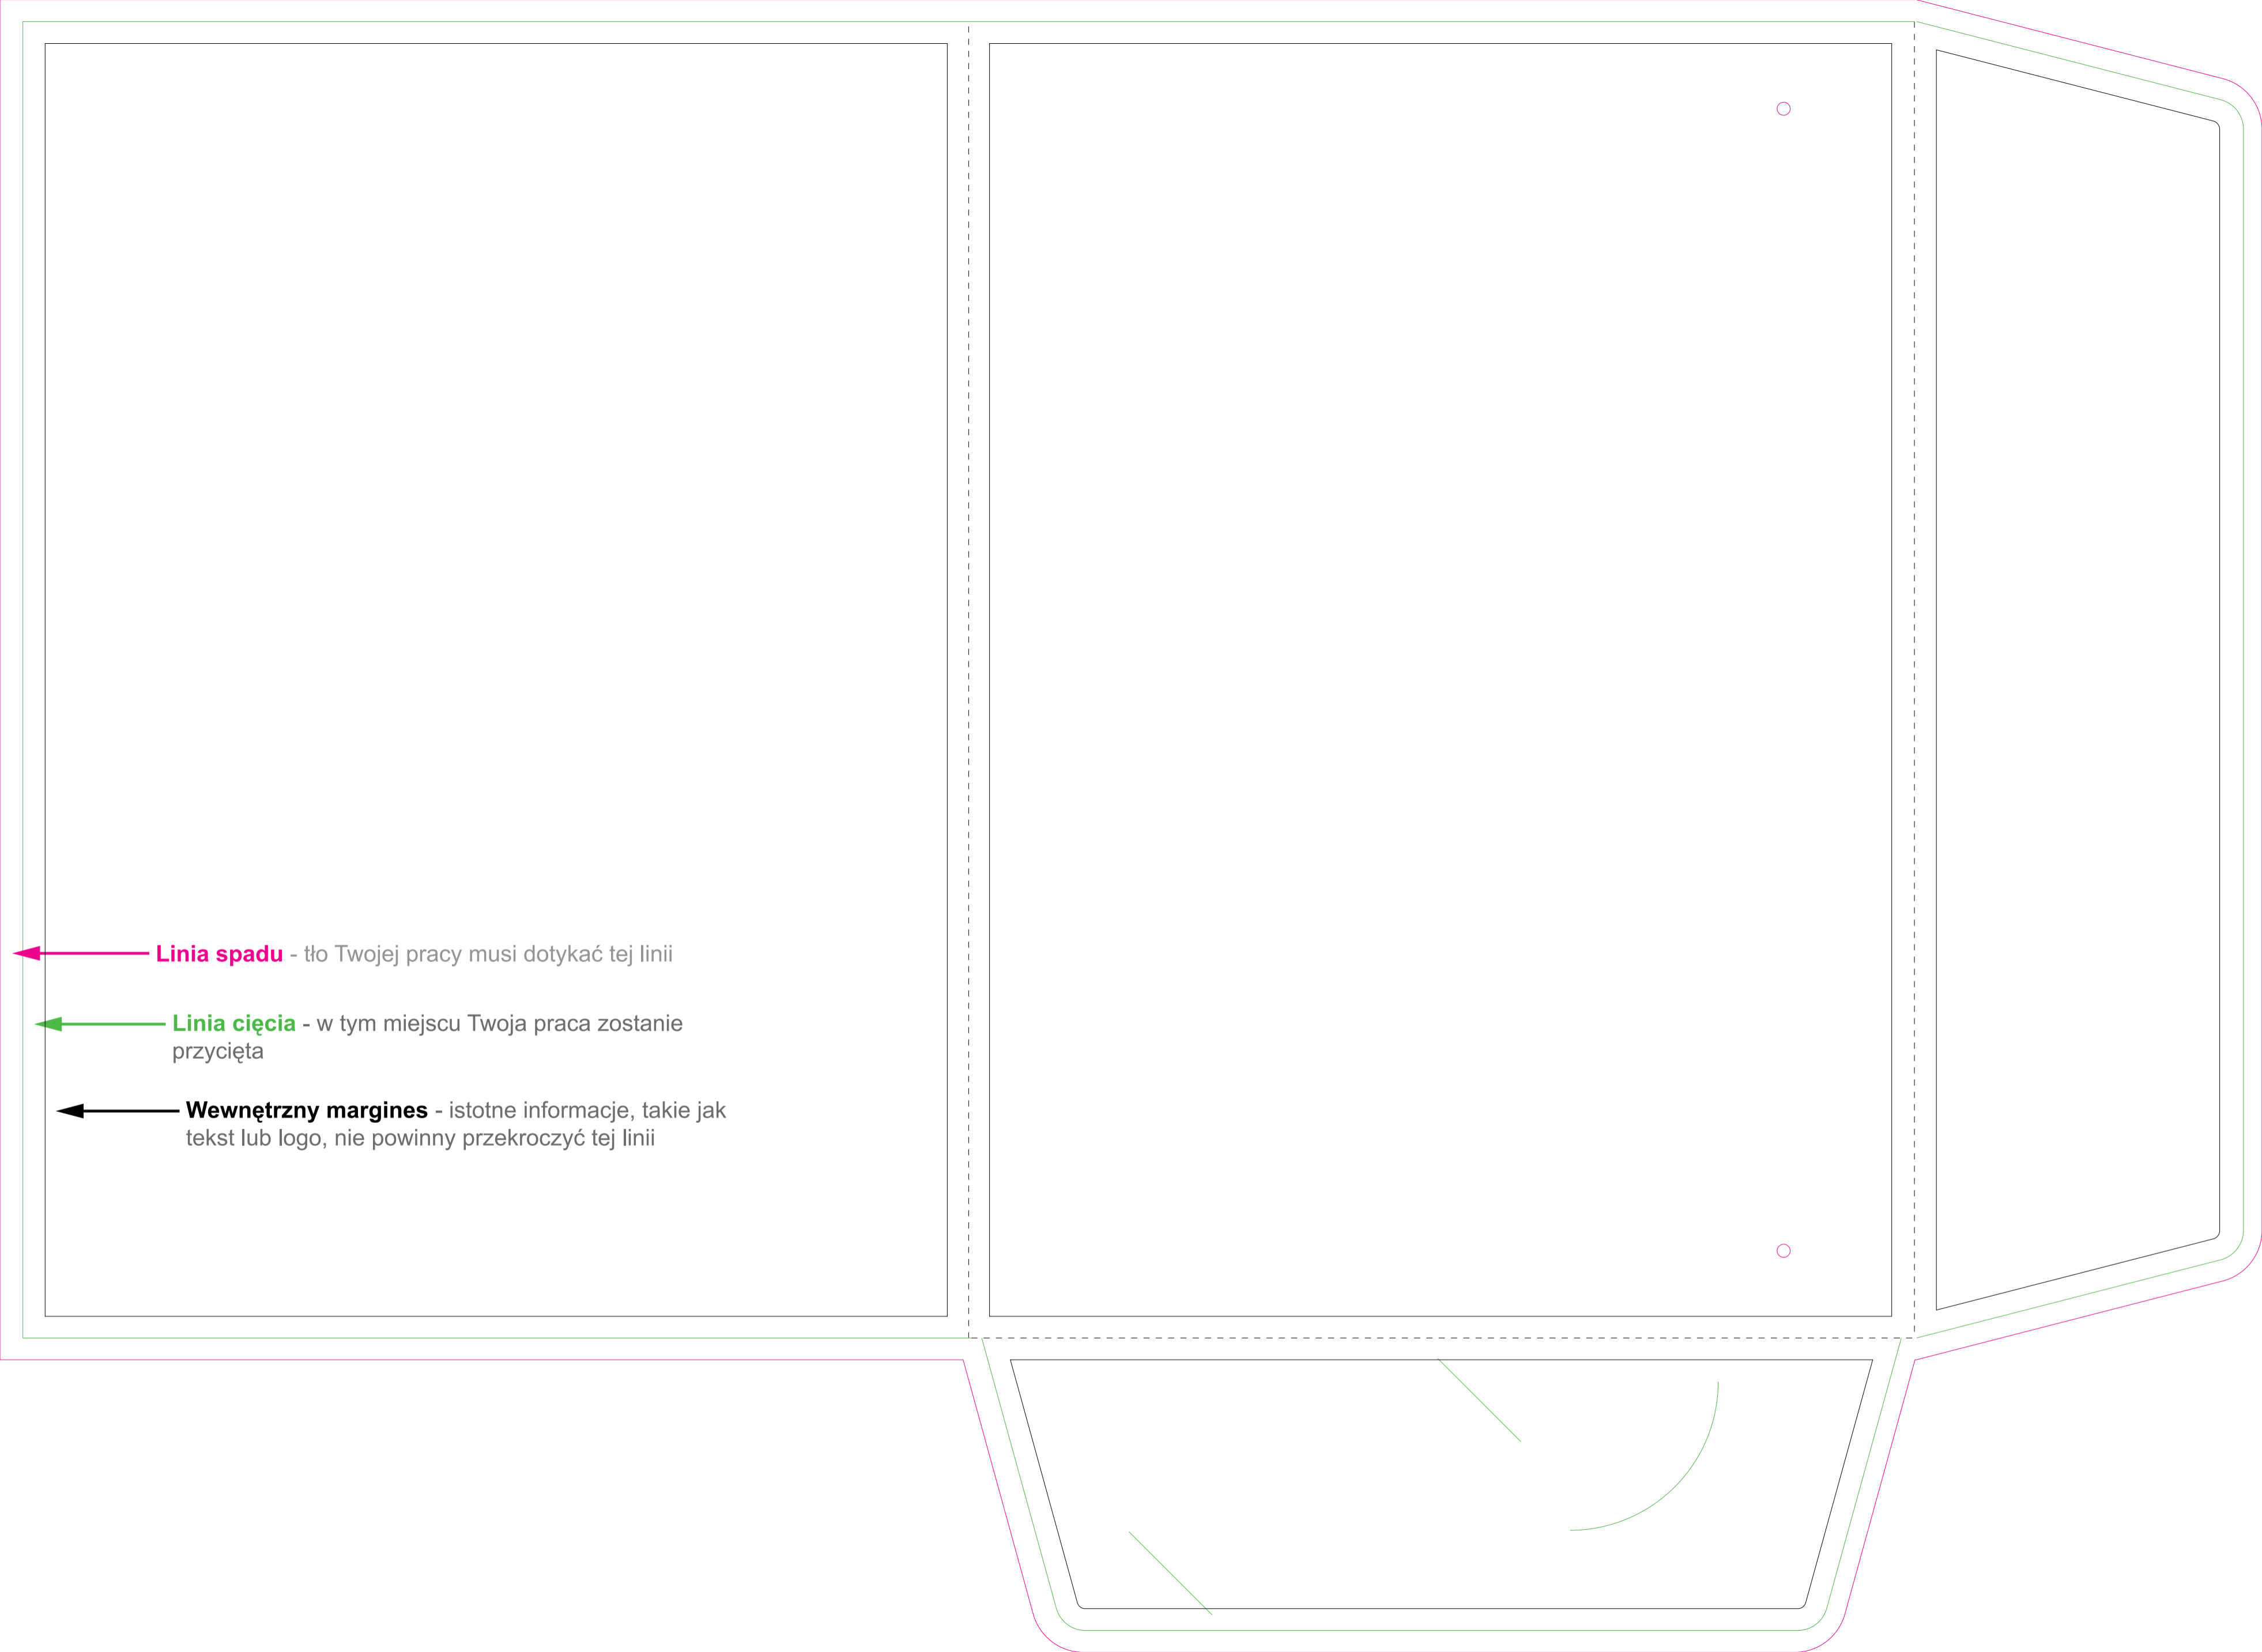 Linia spadu - tło Twojej pracy musi dotykać tej linii
Linia cięcia - w tym miejscu Twoja praca zostanie
przycięta
Wewnętrzny margines - istotne informacje, takie jak
tekst lub logo, nie powinny przekroczyć tej linii